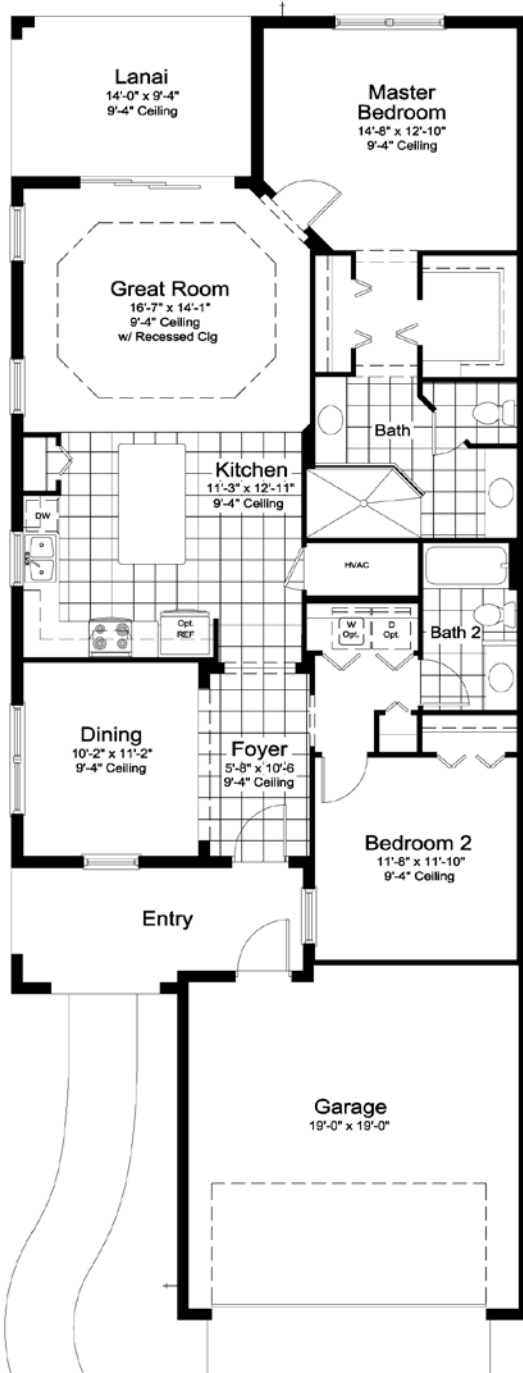 Lanai
14'-0" x 9'-4"
9'-4" Ceiling
Master
Bedroom
14'-8" x 12'-10"
9'-4" Ceiling
Great Room
16'-7" x 14'-1"
9'-4" Ceiling
w/ Recessed Clg
Bath
Kitchen
11'-3" x 12'-11"
9'-4" Ceiling
DW
HVAC
Opt.
REF
W
Opt.
D
Opt.
Bath 2
Dining
10'-2" x 11'-2"
9'-4" Ceiling
Foyer
5'-8" x 10'-6
9'-4" Ceiling
Bedroom 2
11'-8" x 11'-10"
9'-4" Ceiling
Entry
Garage
19'-0" x 19'-0"